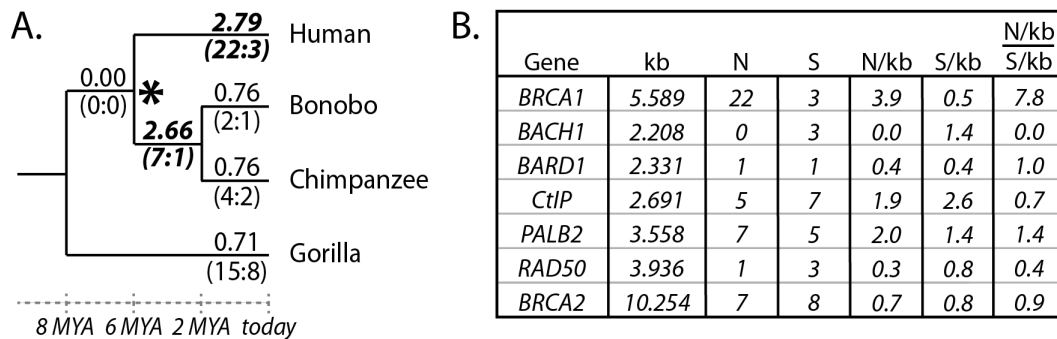 A.
2.79
(22:3)
Human
0.00
(0:0)
*
0.76
(2:1)
Bonobo
2.66
(7:1)
0.76
(4:2)
Chimpanzee
0.71
(15:8)
Gorilla
8 MYA 6 MYA 2 MYA today
B.
Gene kb N S N/kb S/kb N/kb
S/kb
BRCA1 5.589 22 3 3.9 0.5 7.8
BACH1 2.208 0 3 0.0 1.4 0.0
BARD1 2.331 1 1 0.4 0.4 1.0
CtIP 2.691 5 7 1.9 2.6 0.7
PALB2 3.558 7 5 2.0 1.4 1.4
RAD50 3.936 1 3 0.3 0.8 0.4
BRCA2 10.254 7 8 0.7 0.8 0.9